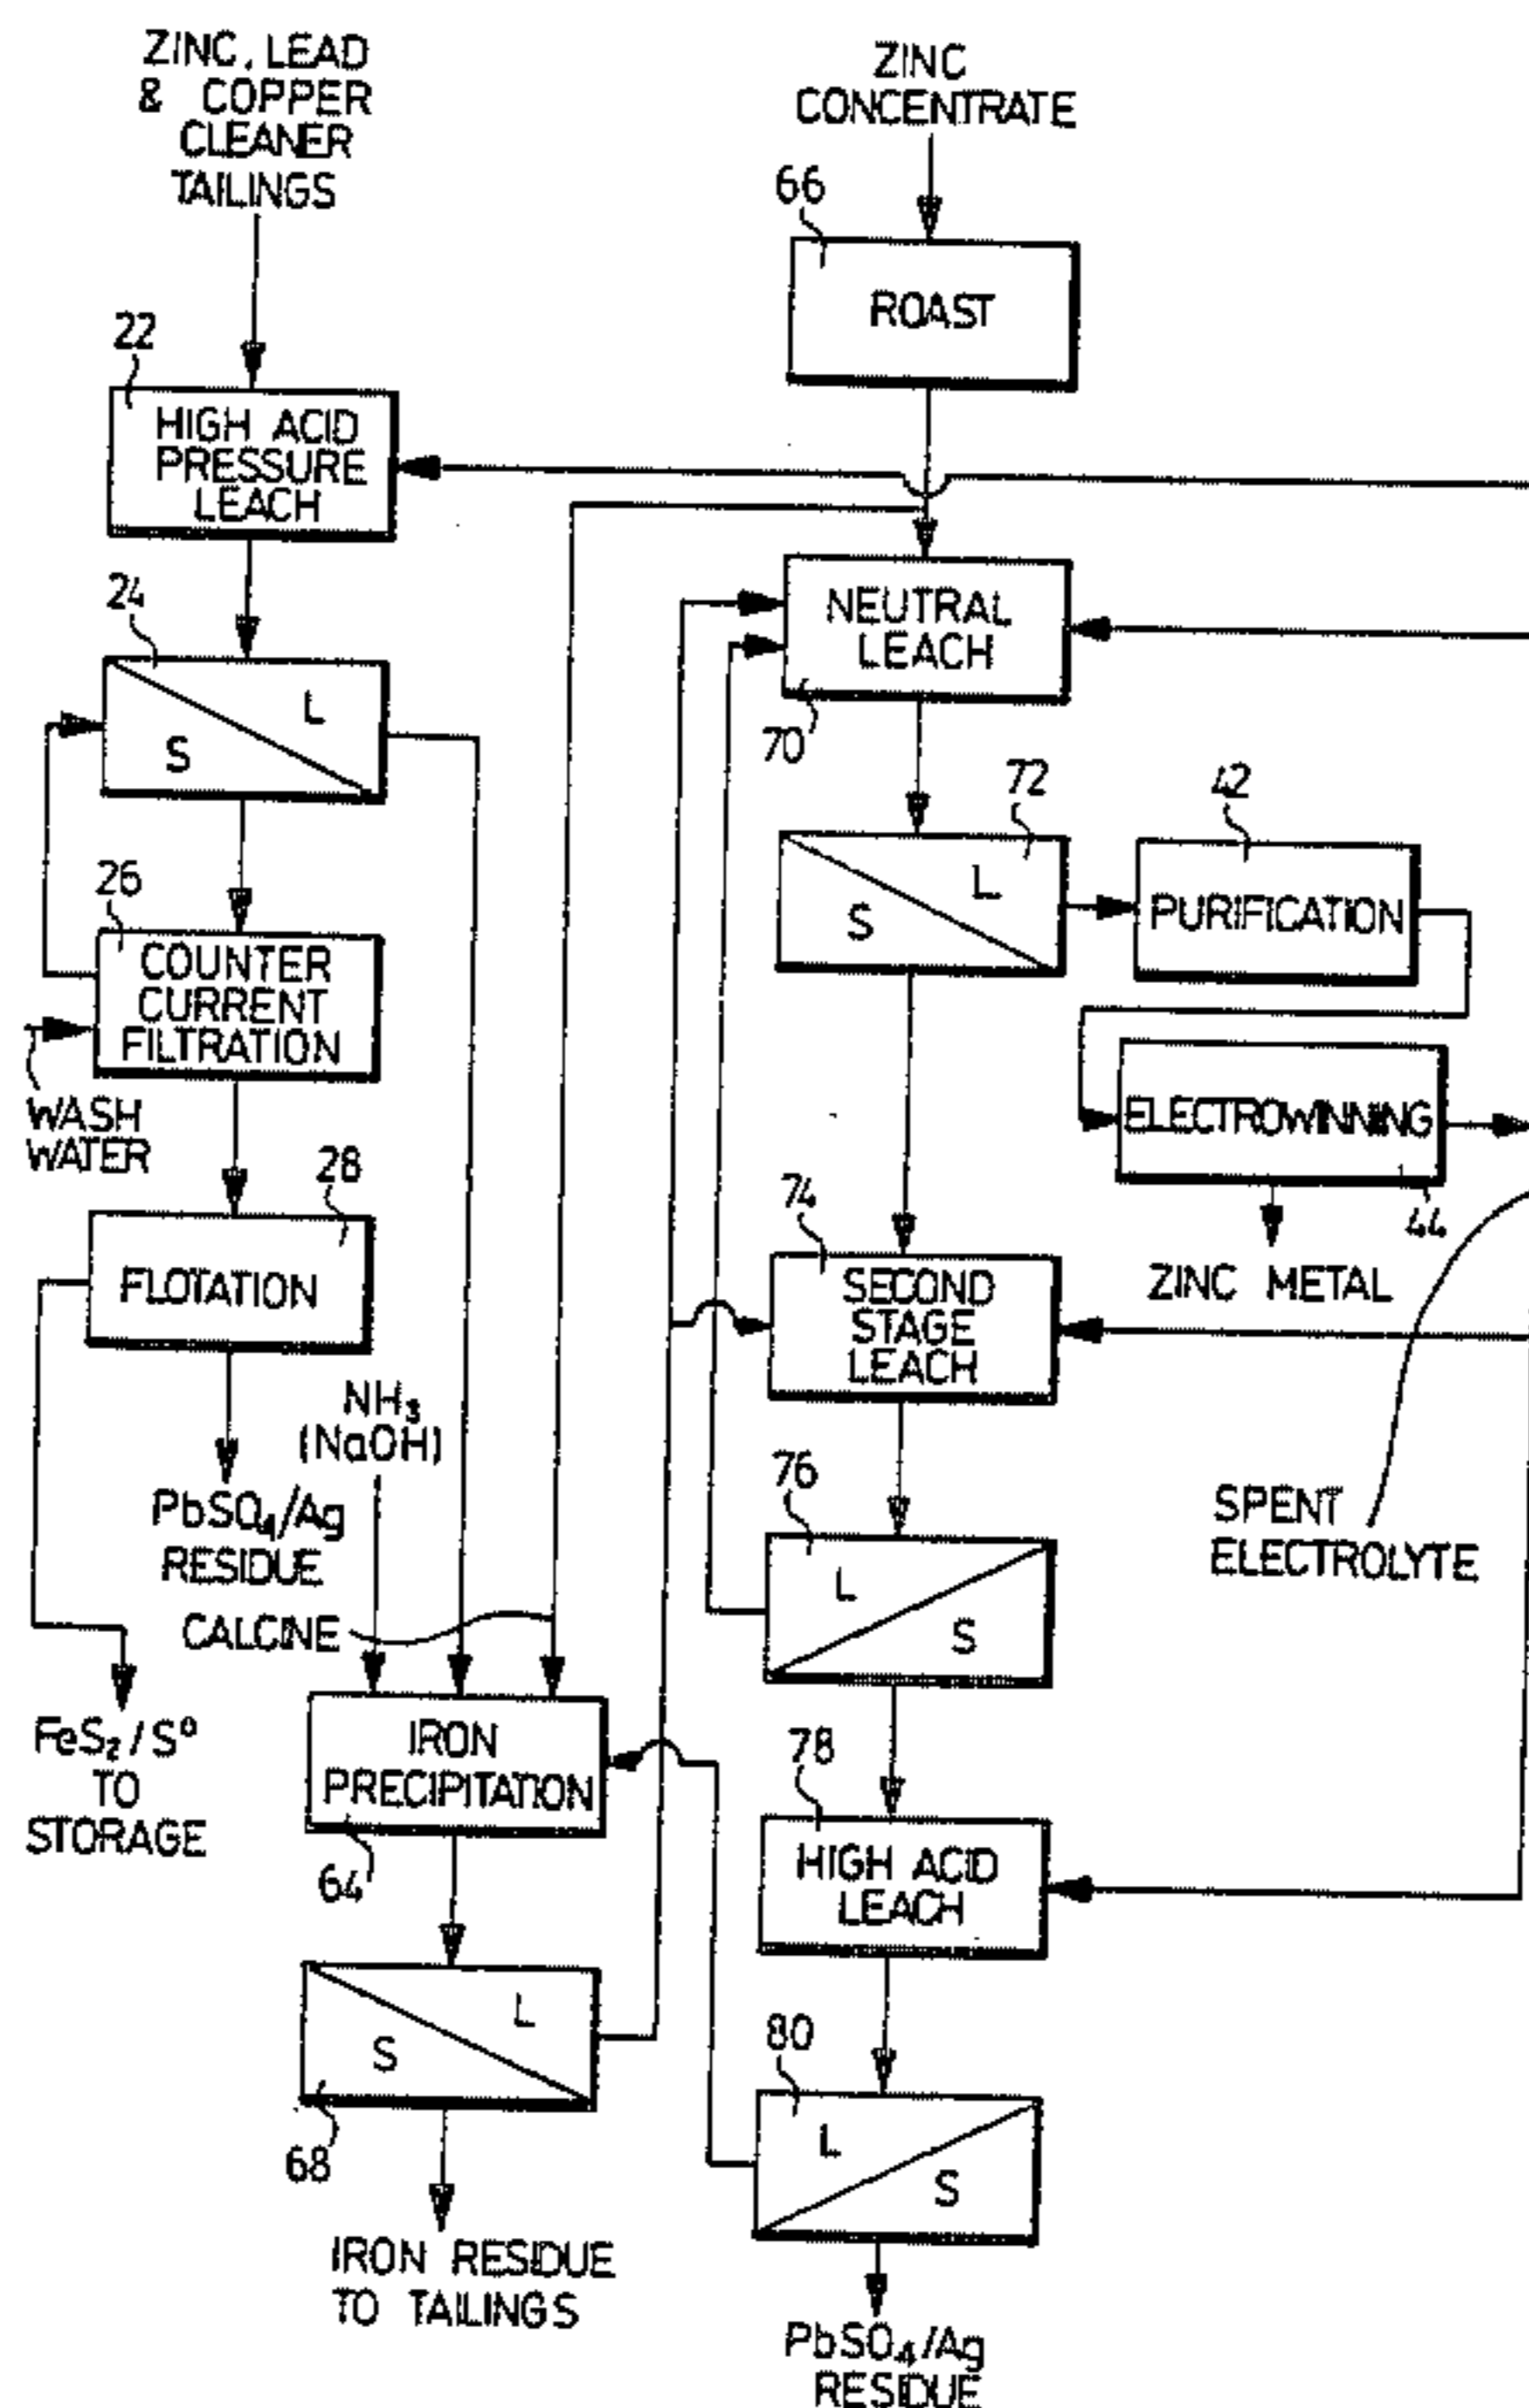 ZINC, LEAD
& COPPER
CLEANER
TAILINGS
ZINC
CONCENTRATE
66
ROAST
22
HIGH ACID
PRESSURE
LEACH
24
L
S
NEUTRAL
LEACH
70
72
L
S
42
PURIFICATION
26
COUNTER
CURRENT
FILTRATION
WASH
WATER
ELECTROWINNING
44
ZINC METAL
28
FLOTATION
74
SECOND
STAGE
LEACH
NH₃
(NaOH)
PbSO₄/Ag
RESIDUE
CALCINE
76
L
S
SPENT
ELECTROLYTE
FeS₂/S°
TO
STORAGE
IRON
PRECIPITATION
64
78
HIGH ACID
LEACH
L
S
68
80
L
S
IRON RESIDUE
TO TAILINGS
PbSO₄/Ag
RESIDUE